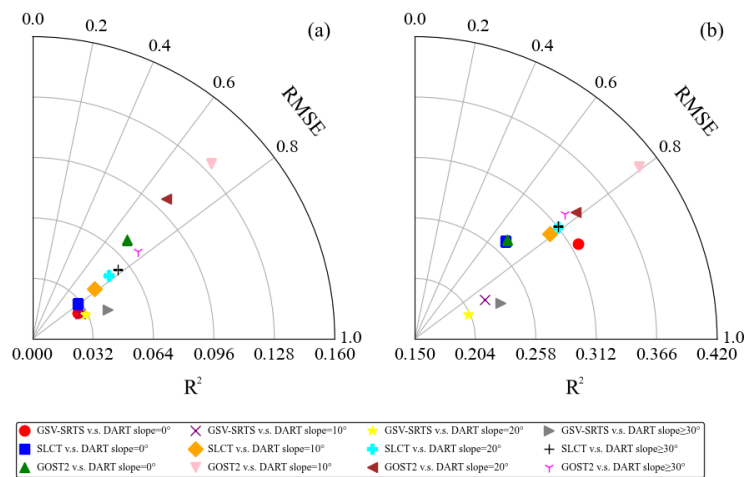 0.0
0.2
0.4
0.6
0.8
1.0
(a)
RMSE
0.000 0.032 0.064 0.096 0.128 0.160
R²
0.0
0.2
0.4
0.6
0.8
1.0
(b)
RMSE
0.150 0.204 0.258 0.312 0.366 0.420
R²
GSV-SRTS v.s. DART slope=0° GSV-SRTS v.s. DART slope=10° GSV-SRTS v.s. DART slope=20° GSV-SRTS v.s. DART slope≥30°
SLCT v.s. DART slope=0° SLCT v.s. DART slope=10° SLCT v.s. DART slope=20° SLCT v.s. DART slope≥30°
GOST2 v.s. DART slope=0° GOST2 v.s. DART slope=10° GOST2 v.s. DART slope=20° GOST2 v.s. DART slope≥30°